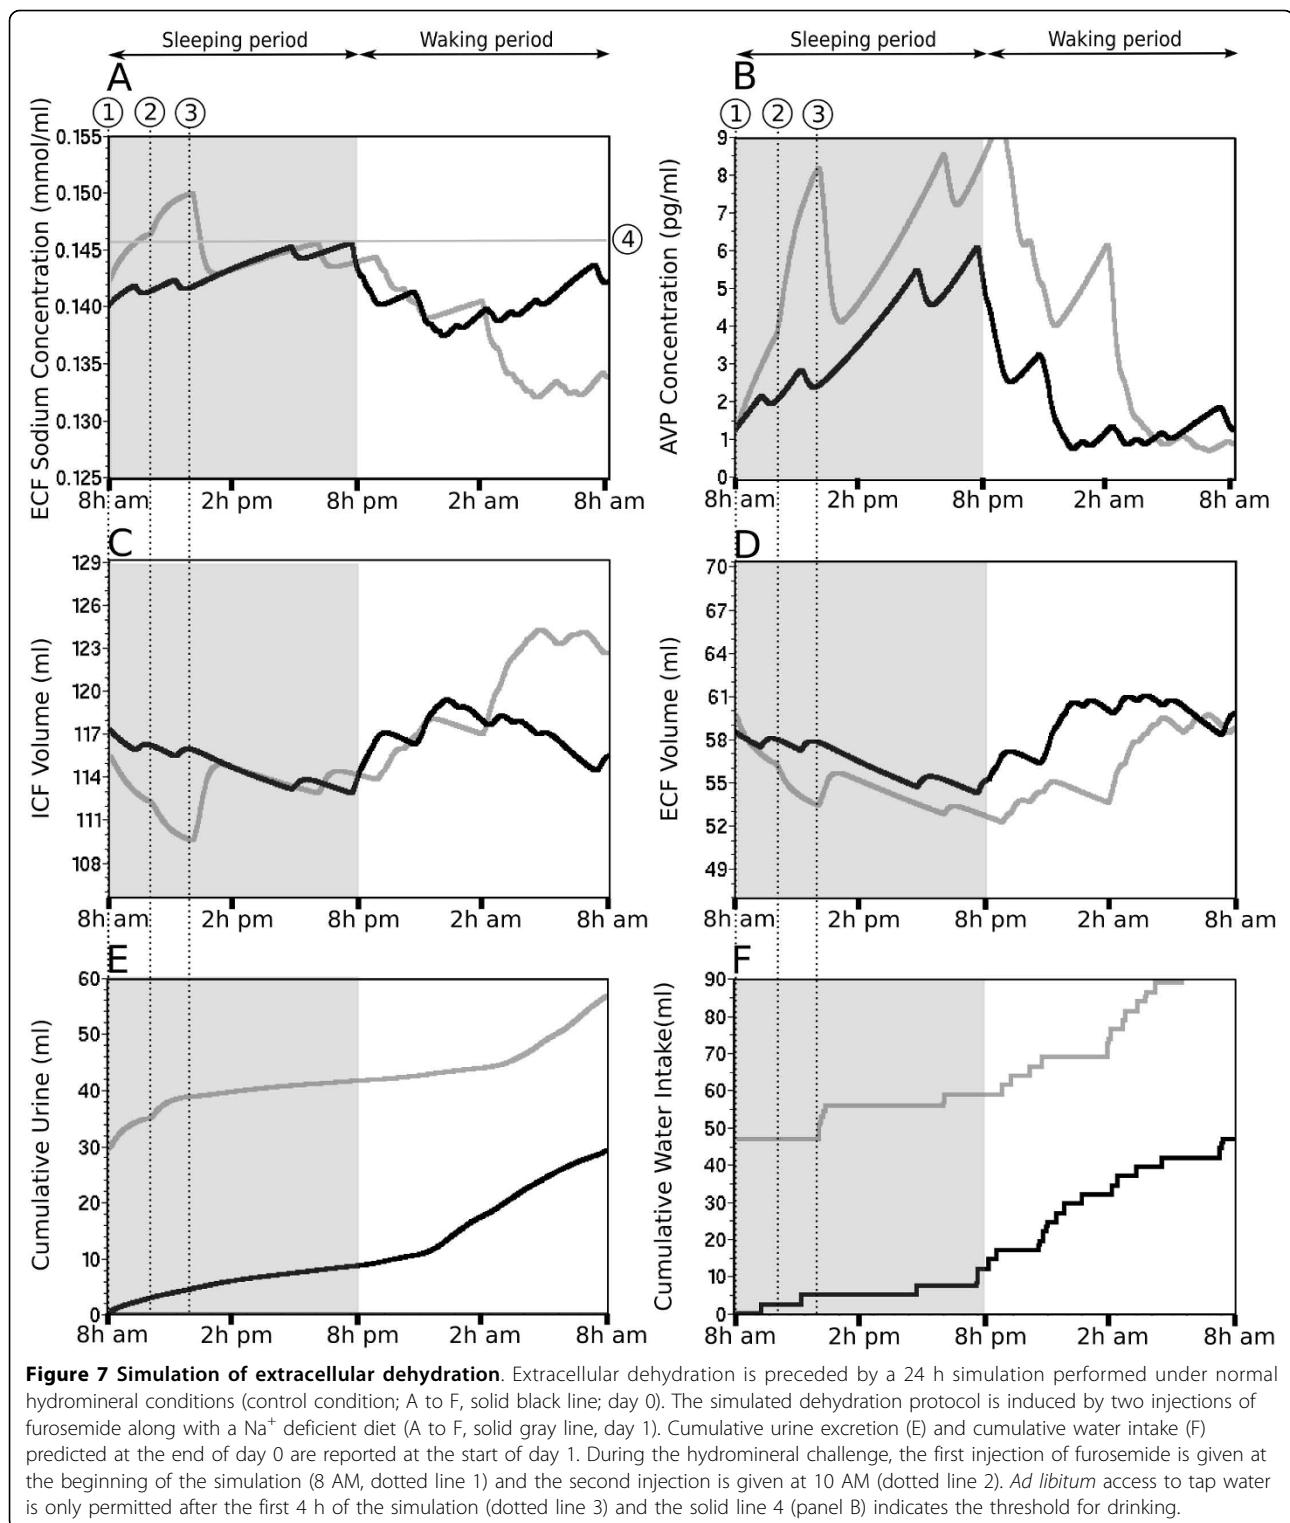 Sleeping period Waking period Sleeping period Waking period
A B
① ② ③ ① ② ③
ECF Sodium Concentration (mmol/ml)
0.155
0.150
0.145
0.140
0.135
0.130
0.125
④
8h am 2h pm 8h pm 2h am 8h am
AVP Concentration (pg/ml)
9
8
7
6
5
4
3
2
1
0
8h am 2h pm 8h pm 2h am 8h am
C
ICF Volume (ml)
129
126
123
120
117
114
111
108
8h am 2h pm 8h pm 2h am 8h am
D
ECF Volume (ml)
70
67
64
61
58
55
52
49
8h am 2h pm 8h pm 2h am 8h am
E
Cumulative Urine (ml)
60
50
40
30
20
10
0
8h am 2h pm 8h pm 2h am 8h am
F
Cumulative Water Intake(ml)
90
80
70
60
50
40
30
20
10
0
8h am 2h pm 8h pm 2h am 8h am
Figure 7 Simulation of extracellular dehydration. Extracellular dehydration is preceded by a 24 h simulation performed under normal
hydromineral conditions (control condition; A to F, solid black line; day 0). The simulated dehydration protocol is induced by two injections of
furosemide along with a Na⁺ deficient diet (A to F, solid gray line, day 1). Cumulative urine excretion (E) and cumulative water intake (F)
predicted at the end of day 0 are reported at the start of day 1. During the hydromineral challenge, the first injection of furosemide is given at
the beginning of the simulation (8 AM, dotted line 1) and the second injection is given at 10 AM (dotted line 2). Ad libitum access to tap water
is only permitted after the first 4 h of the simulation (dotted line 3) and the solid line 4 (panel B) indicates the threshold for drinking.